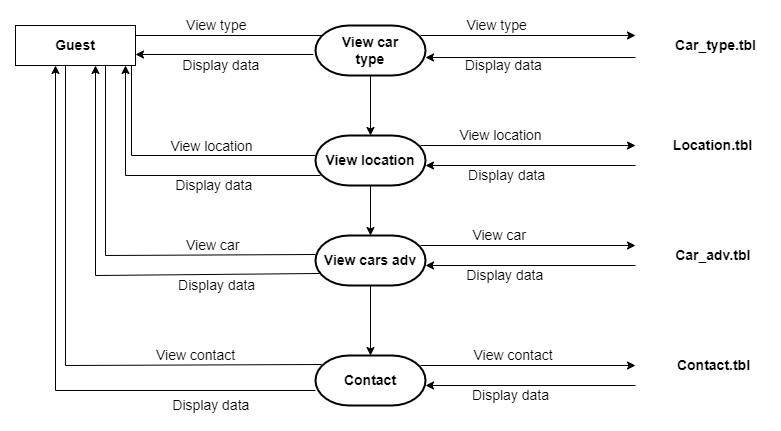 View type
View type
Guest
View car
type
Car_type.tbl
Display data
Display data
View location
View location
Location.tbl
View location
Display data
Display data
View car
View car
Car_adv.tbl
View cars adv
Display data
Display data
View contact
View contact
Contact.tbl
Contact
Display data
Display data